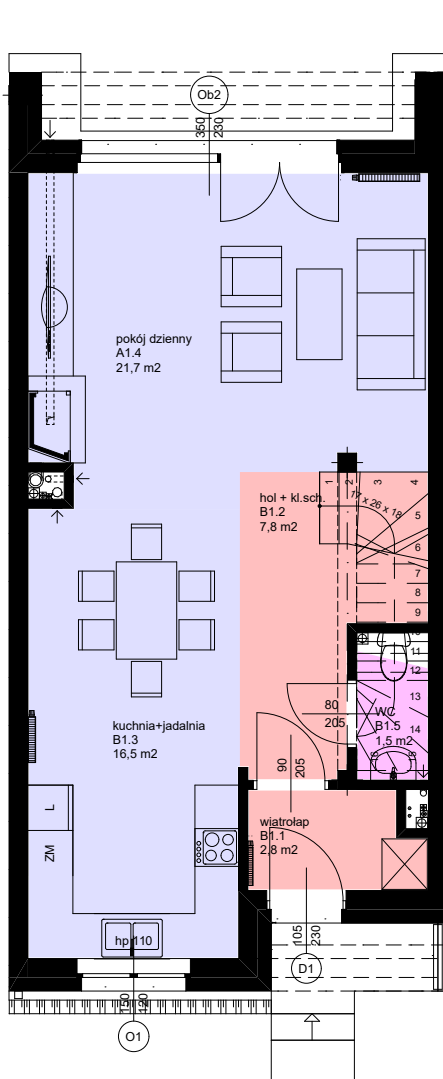 Ob2
350
230
pokój dzienny
A1.4
21,7 m2
hol + kl.sch.
B1.2
7,8 m2
1
2
3
4
17 x 26 x 18
5
6
7
8
9
11
12
13
14
80
205
WC
B1.5
1,5 m2
kuchnia+jadalnia
B1.3
16,5 m2
90
205
wiatrołap
B1.1
2,8 m2
L
ZM
hp 110
105
230
D1
150
120
O1